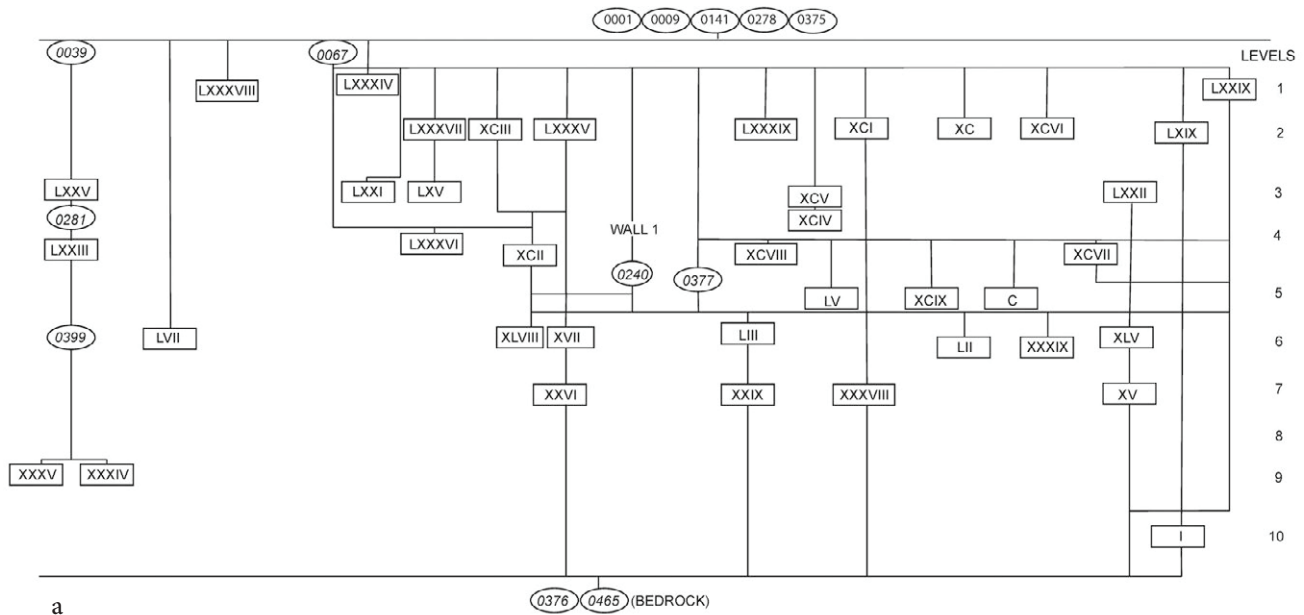 0001 0009 0141 0278 0375
0039 0067 LEVELS
LXXXVIII LXXXIV LXXIX 1
LXXXVII XCIII LXXXV LXXXIX XCI XC XCVI LXIX 2
LXXV LXXI LXV XCV LXXII 3
0281 XCIV
WALL 1
LXXIII LXXXVI XCII XCVIII XCVII 4
0240 0377
LV XCIX C 5
0399 LVII XLVIII XVII LIII LII XXXIX XLV 6
XXVI XXIX XXXVIII XV 7
8
XXXV XXXIV 9
I 10
0376 0465 (BEDROCK)
a